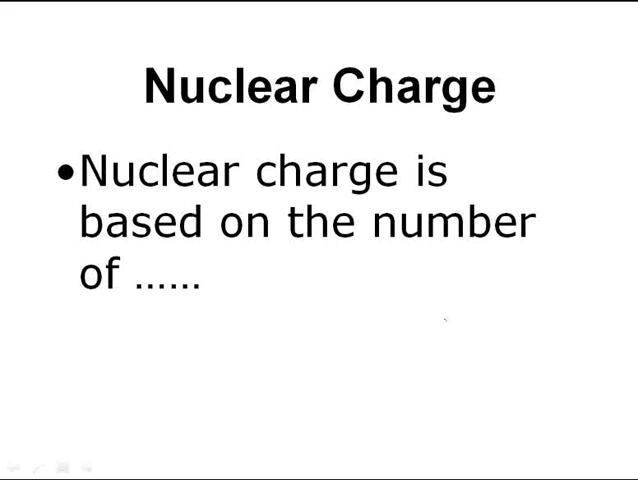 Nuclear Charge
•Nuclear charge is
based on the number
of ......